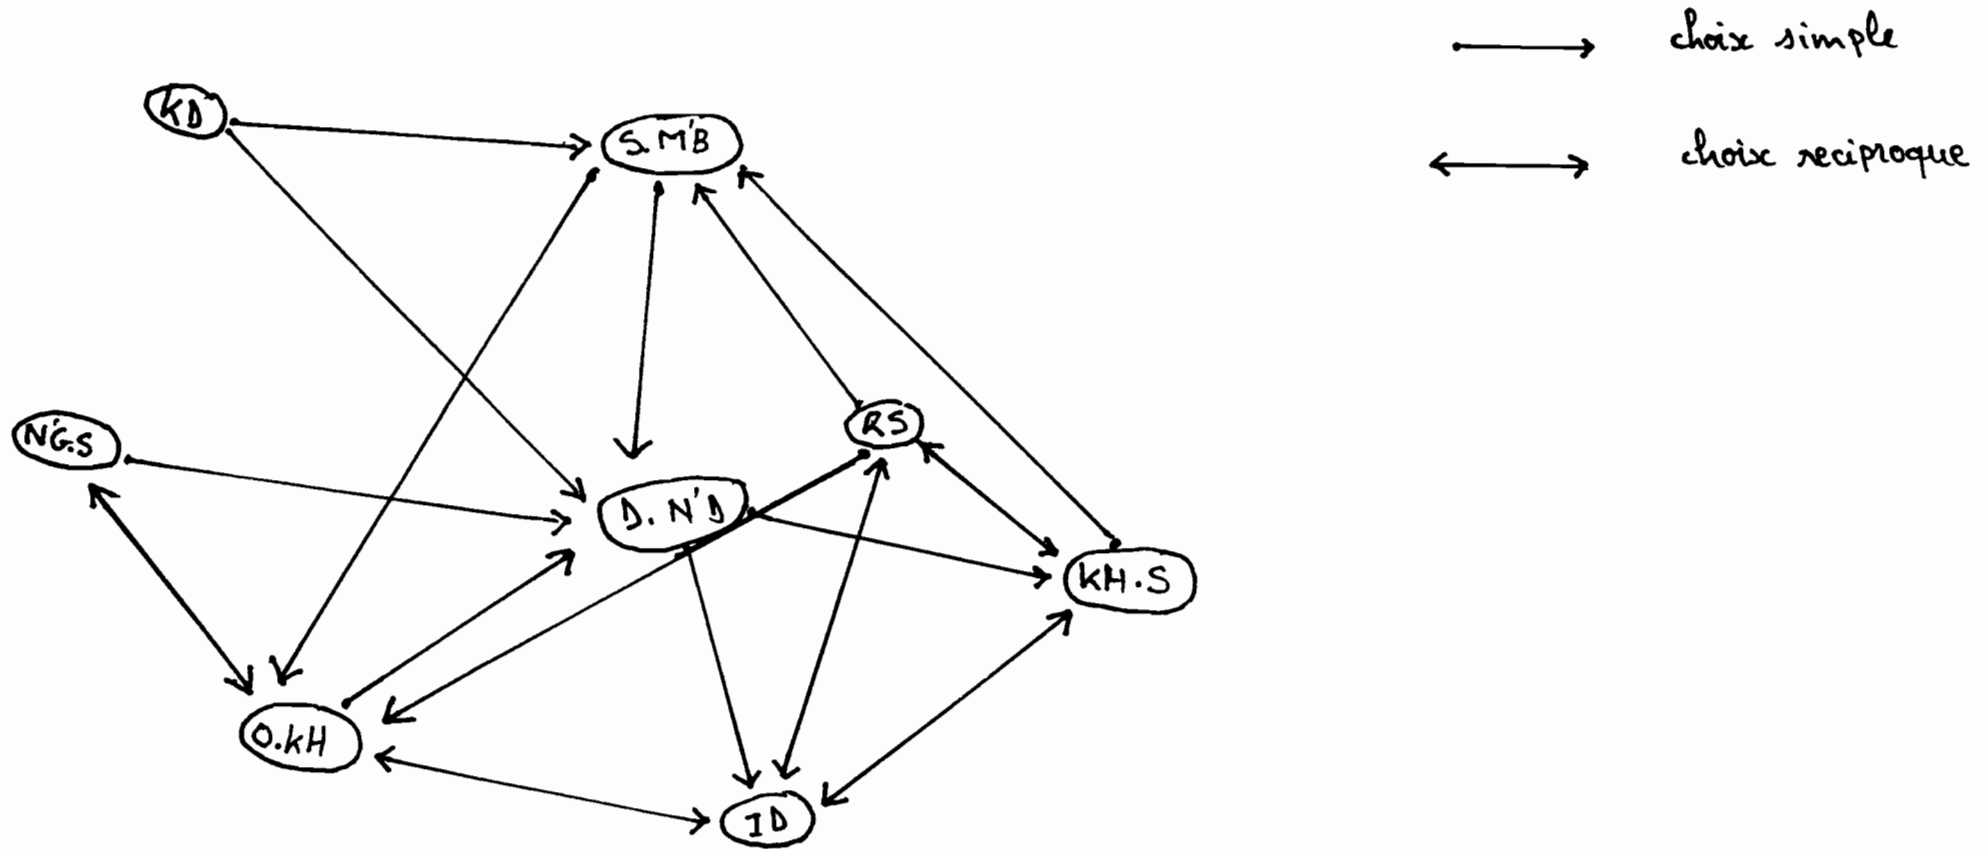 choix simple
choix reciproque
KD
S.M'B
RS
N'G.S
D.N'D
KH.S
O.KH
ID